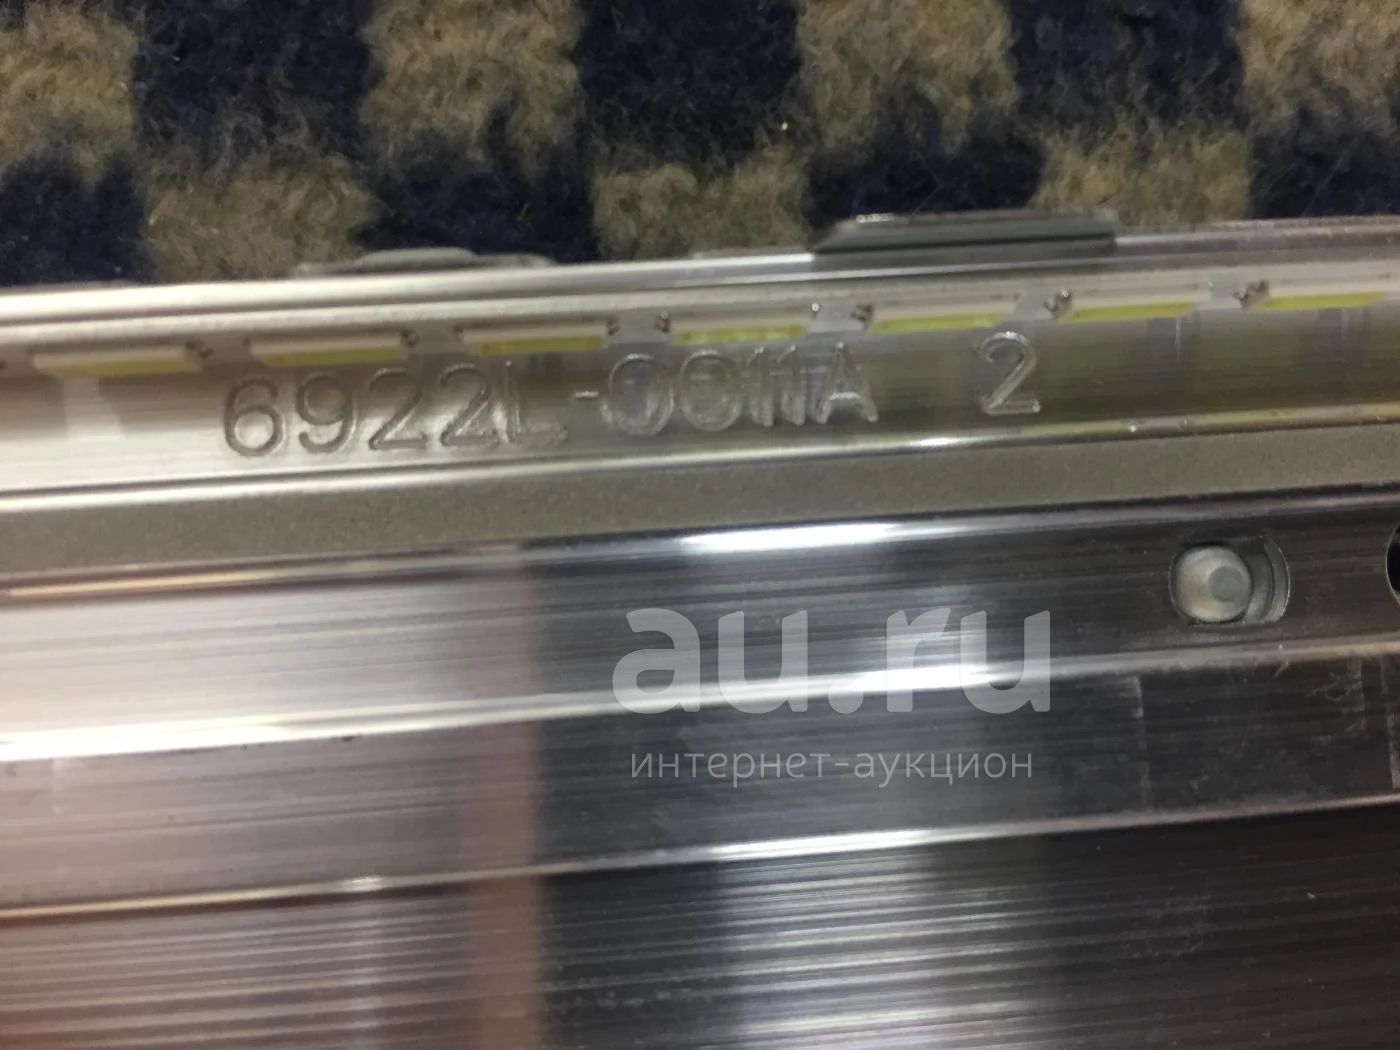 6922L-0011A 2
au.ru
интернет-аукцион